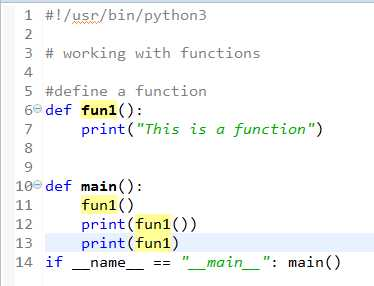 1 #!/usr/bin/python3
2
3 # working with functions
4
5 #define a function
6 def fun1():
7     print("This is a function")
8
9
10 def main():
11     fun1()
12     print(fun1())
13     print(fun1)
14 if __name__ == "__main__": main()